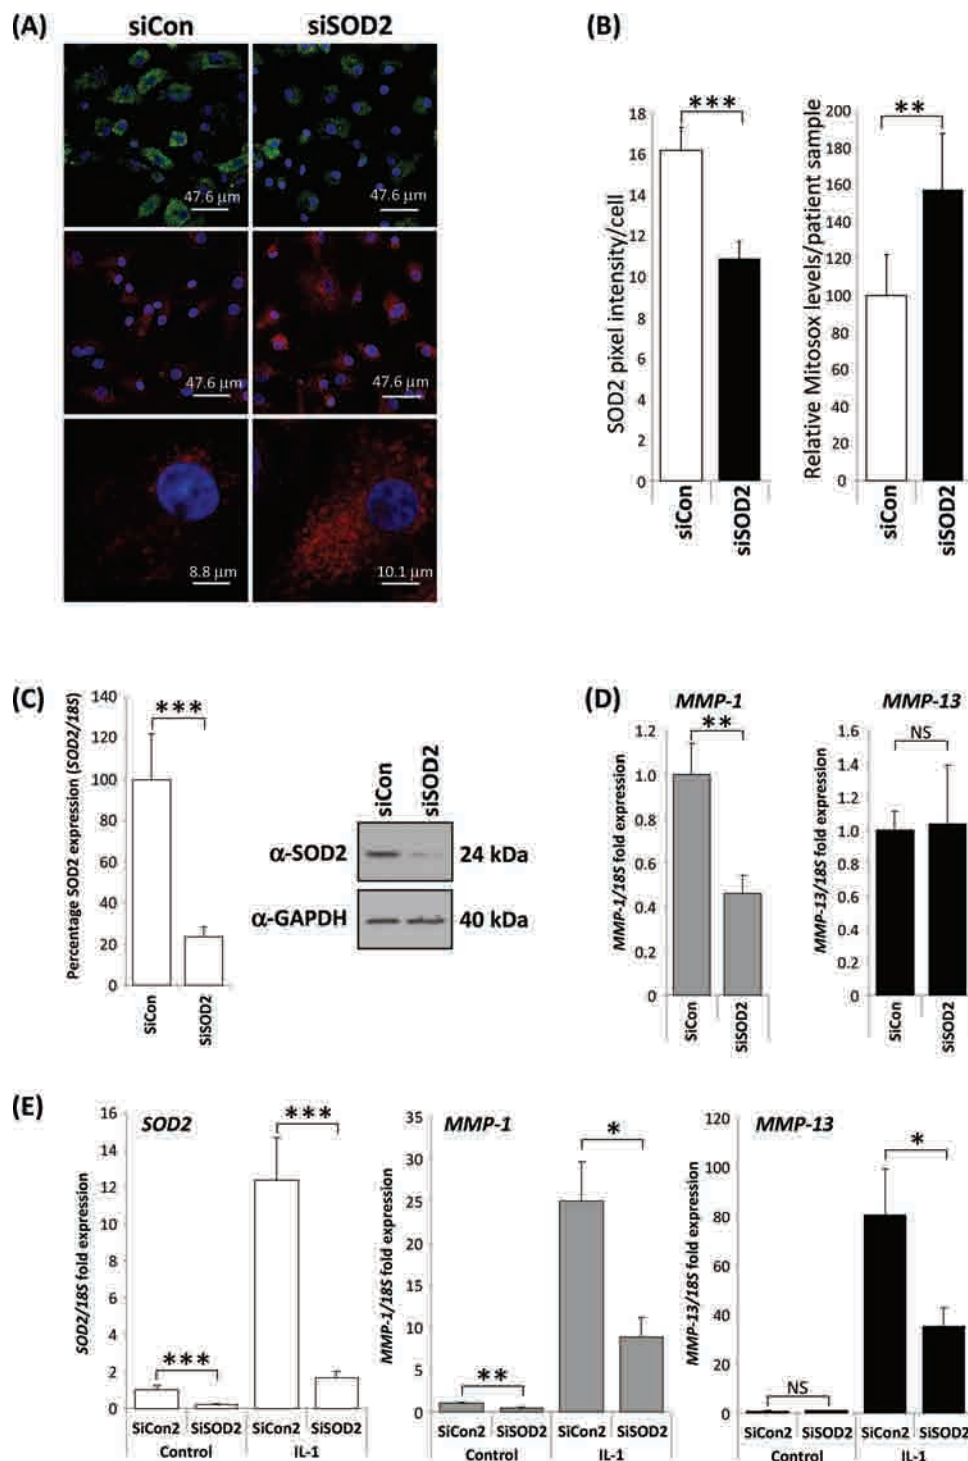 (A)
siCon siSOD2
47.6 μm 47.6 μm
47.6 μm 47.6 μm
8.8 μm 10.1 μm
(B)
SOD2 pixel intensity/cell
18
16
14
12
10
8
6
4
2
0
***
siCon
siSOD2
Relative Mitosox levels/patient sample
200
180
160
140
120
100
80
60
40
20
0
**
siCon
siSOD2
(C)
Percentage SOD2 expression (SOD2/18S)
140
120
100
80
60
40
20
0
***
SiCon
SiSOD2
siCon
siSOD2
α-SOD2 24 kDa
α-GAPDH 40 kDa
(D)
MMP-1
MMP-1/18S fold expression
1.2
1.0
0.8
0.6
0.4
0.2
0
**
SiCon
SiSOD2
MMP-13
MMP-13/18S fold expression
1.6
1.4
1.2
1.0
0.8
0.6
0.4
0.2
0
NS
SiCon
SiSOD2
(E)
SOD2
SOD2/18S fold expression
16
14
12
10
8
6
4
2
0
***
***
SiCon2 SiSOD2 SiCon2 SiSOD2
Control IL-1
MMP-1
MMP-1/18S fold expression
35
30
25
20
15
10
5
0
**
*
SiCon2 SiSOD2 SiCon2 SiSOD2
Control IL-1
MMP-13
MMP-13/18S fold expression
120
100
80
60
40
20
0
NS
*
SiCon2 SiSOD2 SiCon2 SiSOD2
Control IL-1